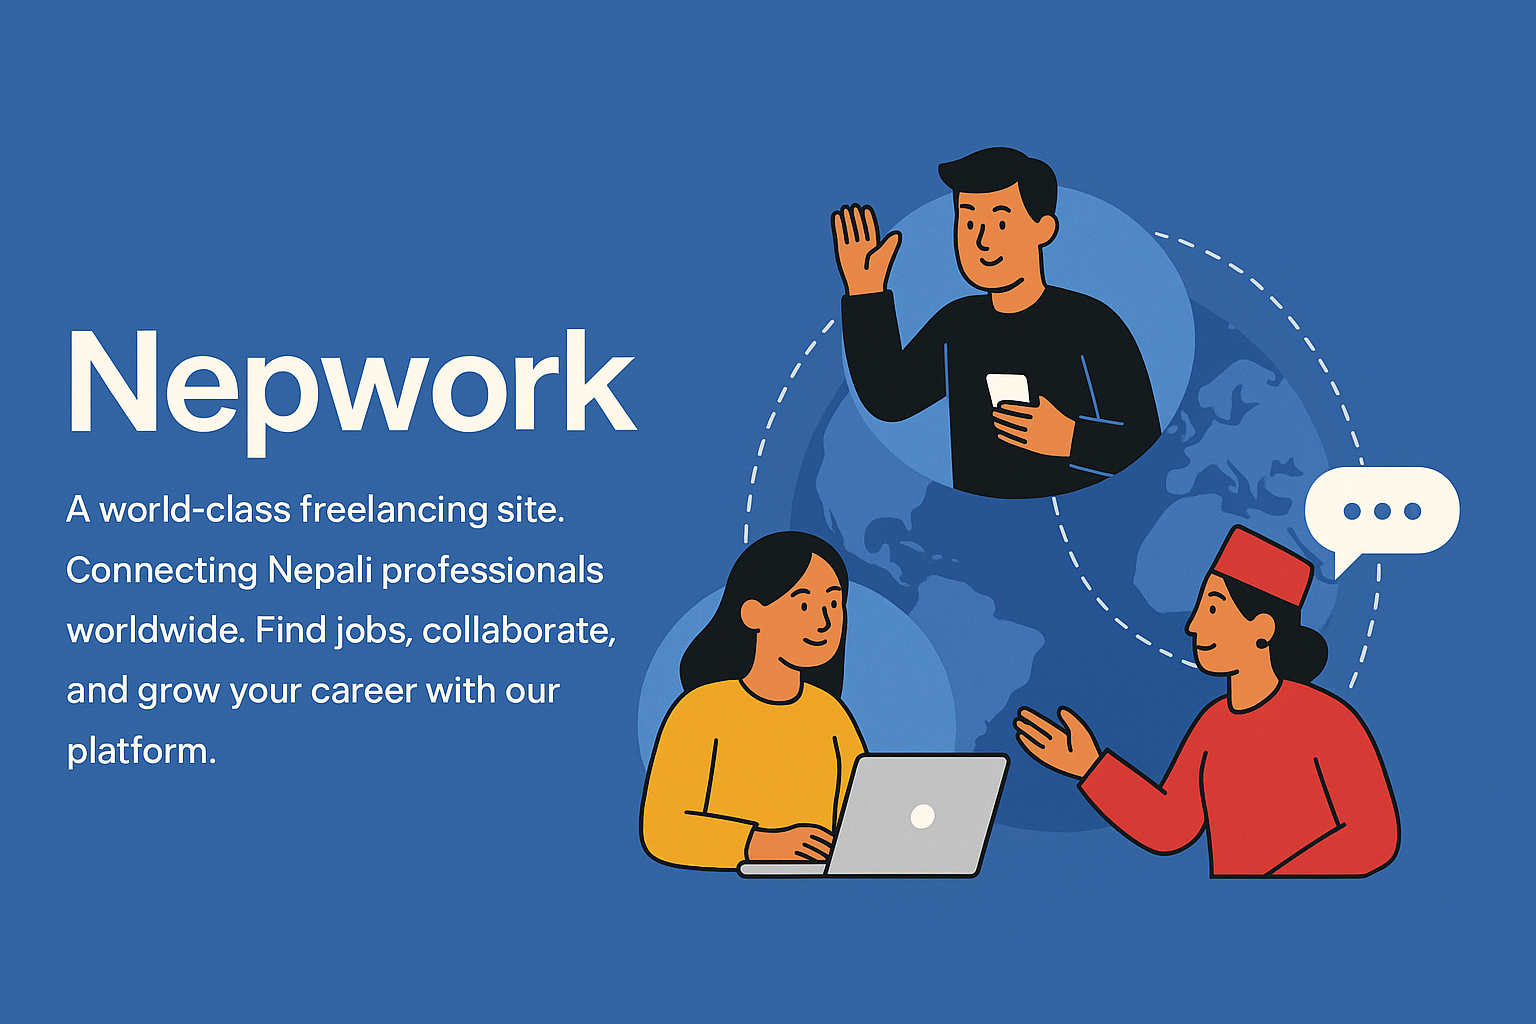 Nepwork
A world-class freelancing site.
Connecting Nepali professionals
worldwide. Find jobs, collaborate,
and grow your career with our
platform.